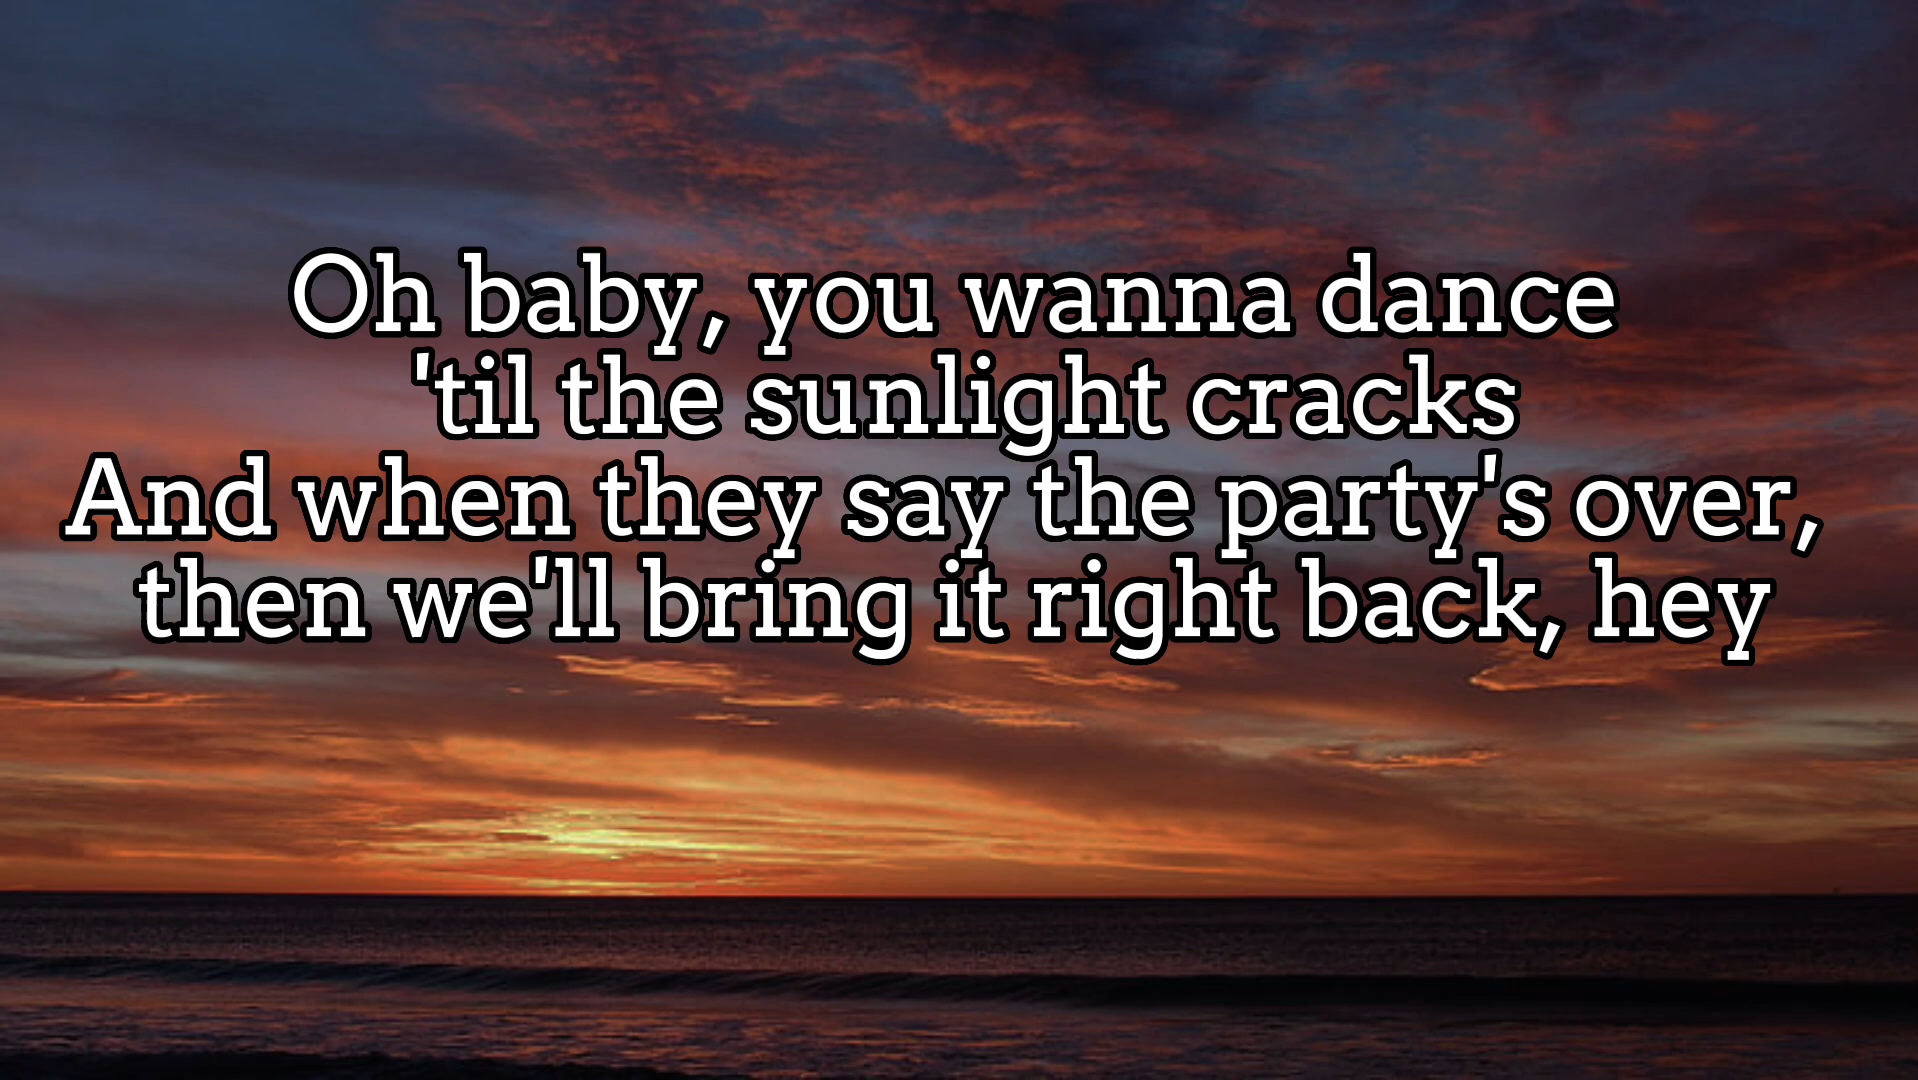 Oh baby, you wanna dance
'til the sunlight cracks
And when they say the party's over,
then we'll bring it right back, hey